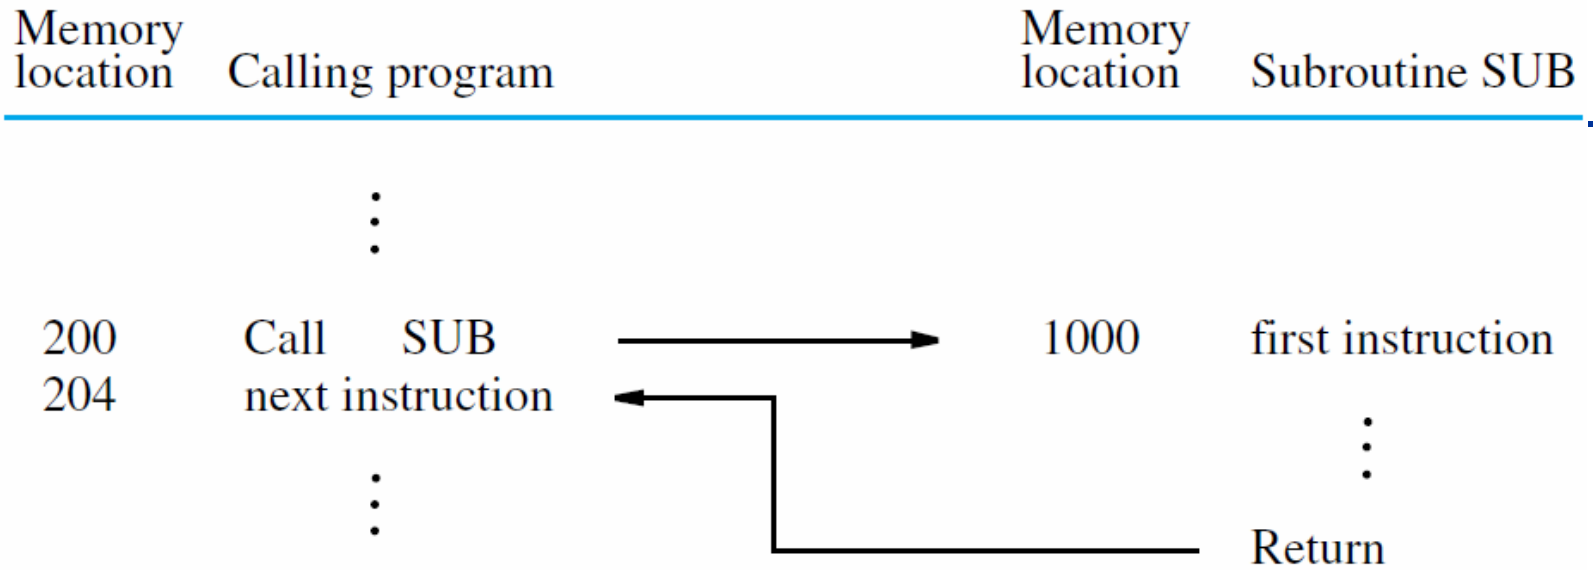 Memory Memory
location Calling program location Subroutine SUB
200 Call SUB 1000 first instruction
204 next instruction
Return